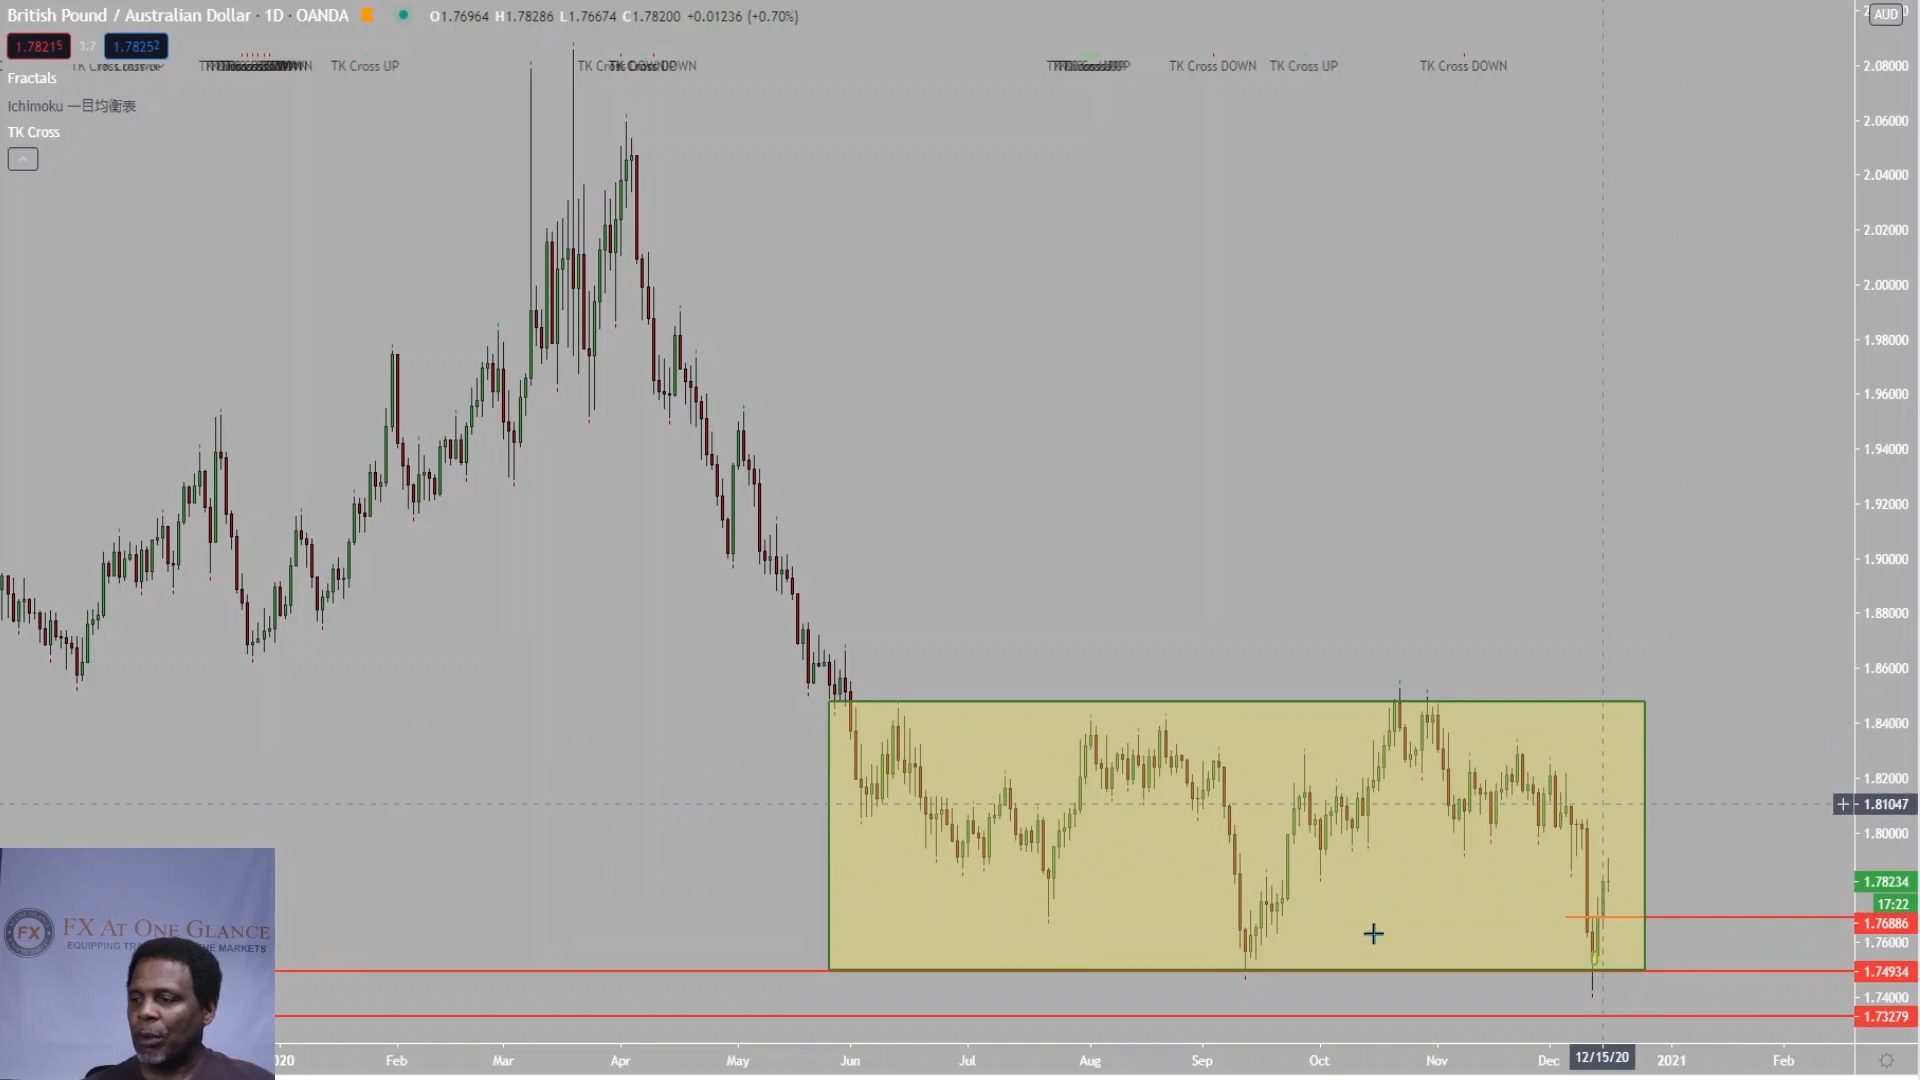 British Pound / Australian Dollar · 1D · OANDA O1.76964 H1.78286 L1.76674 C1.78200 +0.01236 (+0.70%)
1.78215 3.7 1.78252
TK Cross UP TK Cross DOWN TK Cross UP TK Cross DOWN
Fractals
Ichimoku 一目均衡表
TK Cross
AUD
2.08000
2.06000
2.04000
2.02000
2.00000
1.98000
1.96000
1.94000
1.92000
1.90000
1.88000
1.86000
1.84000
1.82000
1.81047
1.80000
1.78234
17:22
1.76886
1.76000
1.74934
1.74000
1.73279
FX FX AT ONE GLANCE
EQUIPPING MARKETS
Feb Mar Apr May Jun Jul Aug Sep Oct Nov Dec 12/15/20 2021 Feb